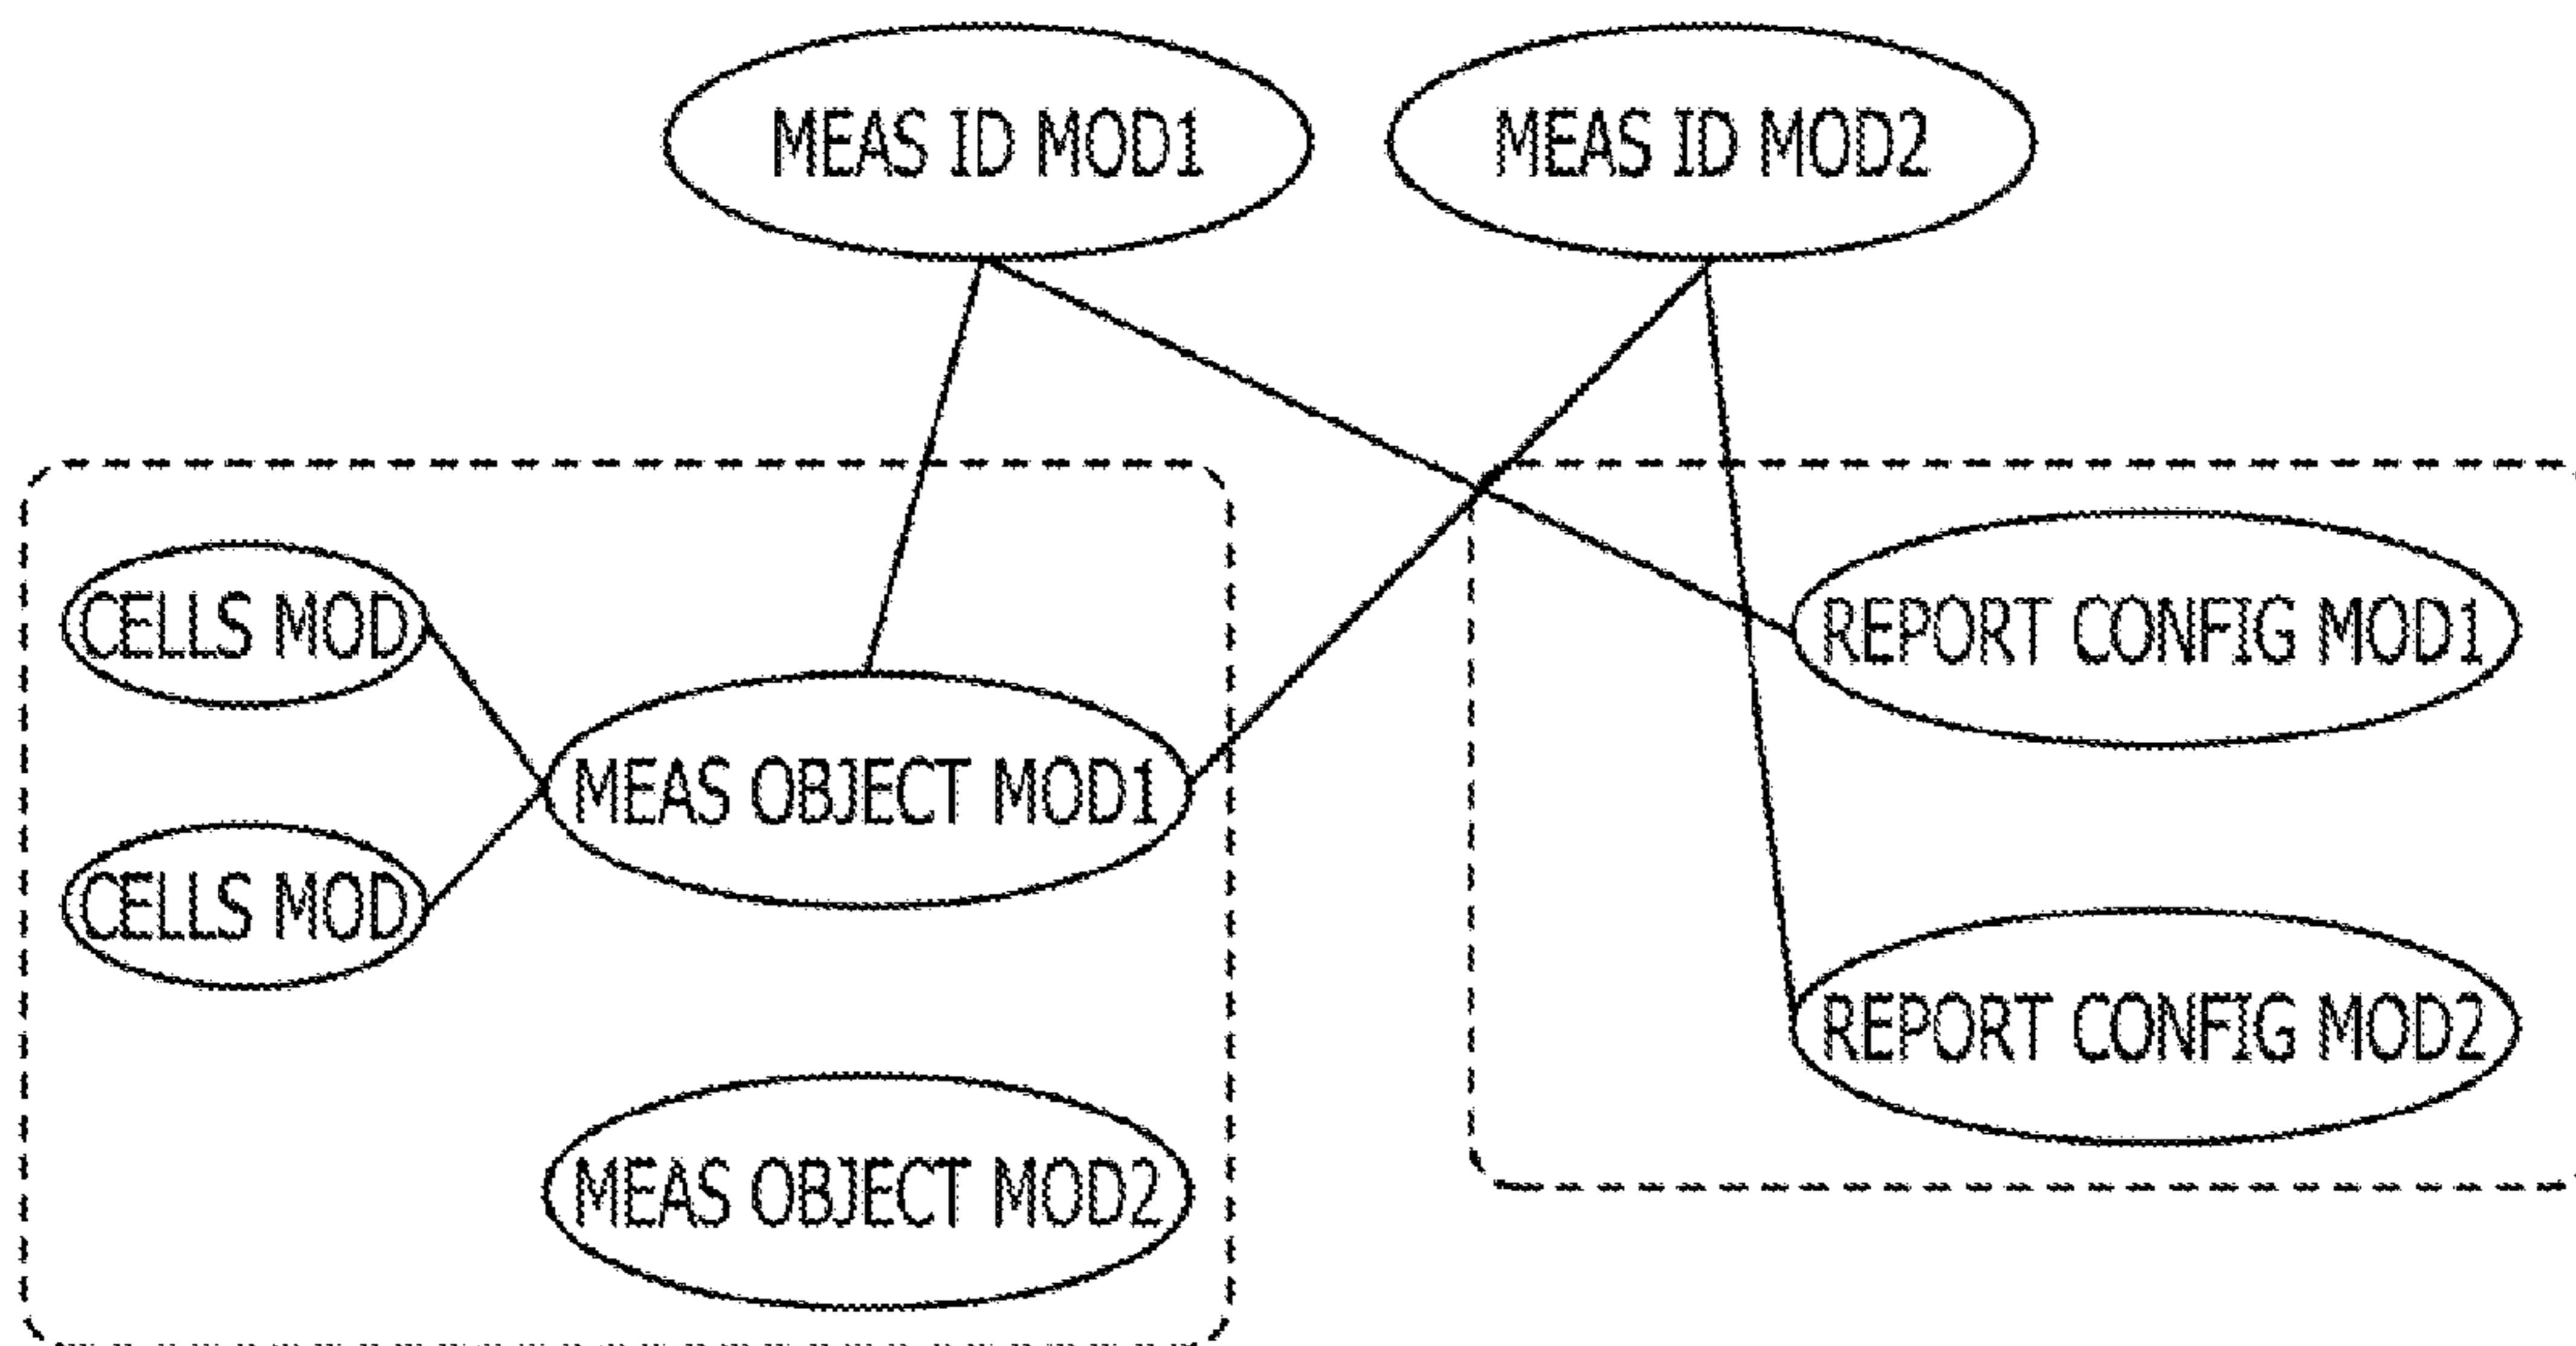 MEAS ID MOD1
MEAS ID MOD2
CELLS MOD
REPORT CONFIG MOD1
MEAS OBJECT MOD1
CELLS MOD
REPORT CONFIG MOD2
MEAS OBJECT MOD2